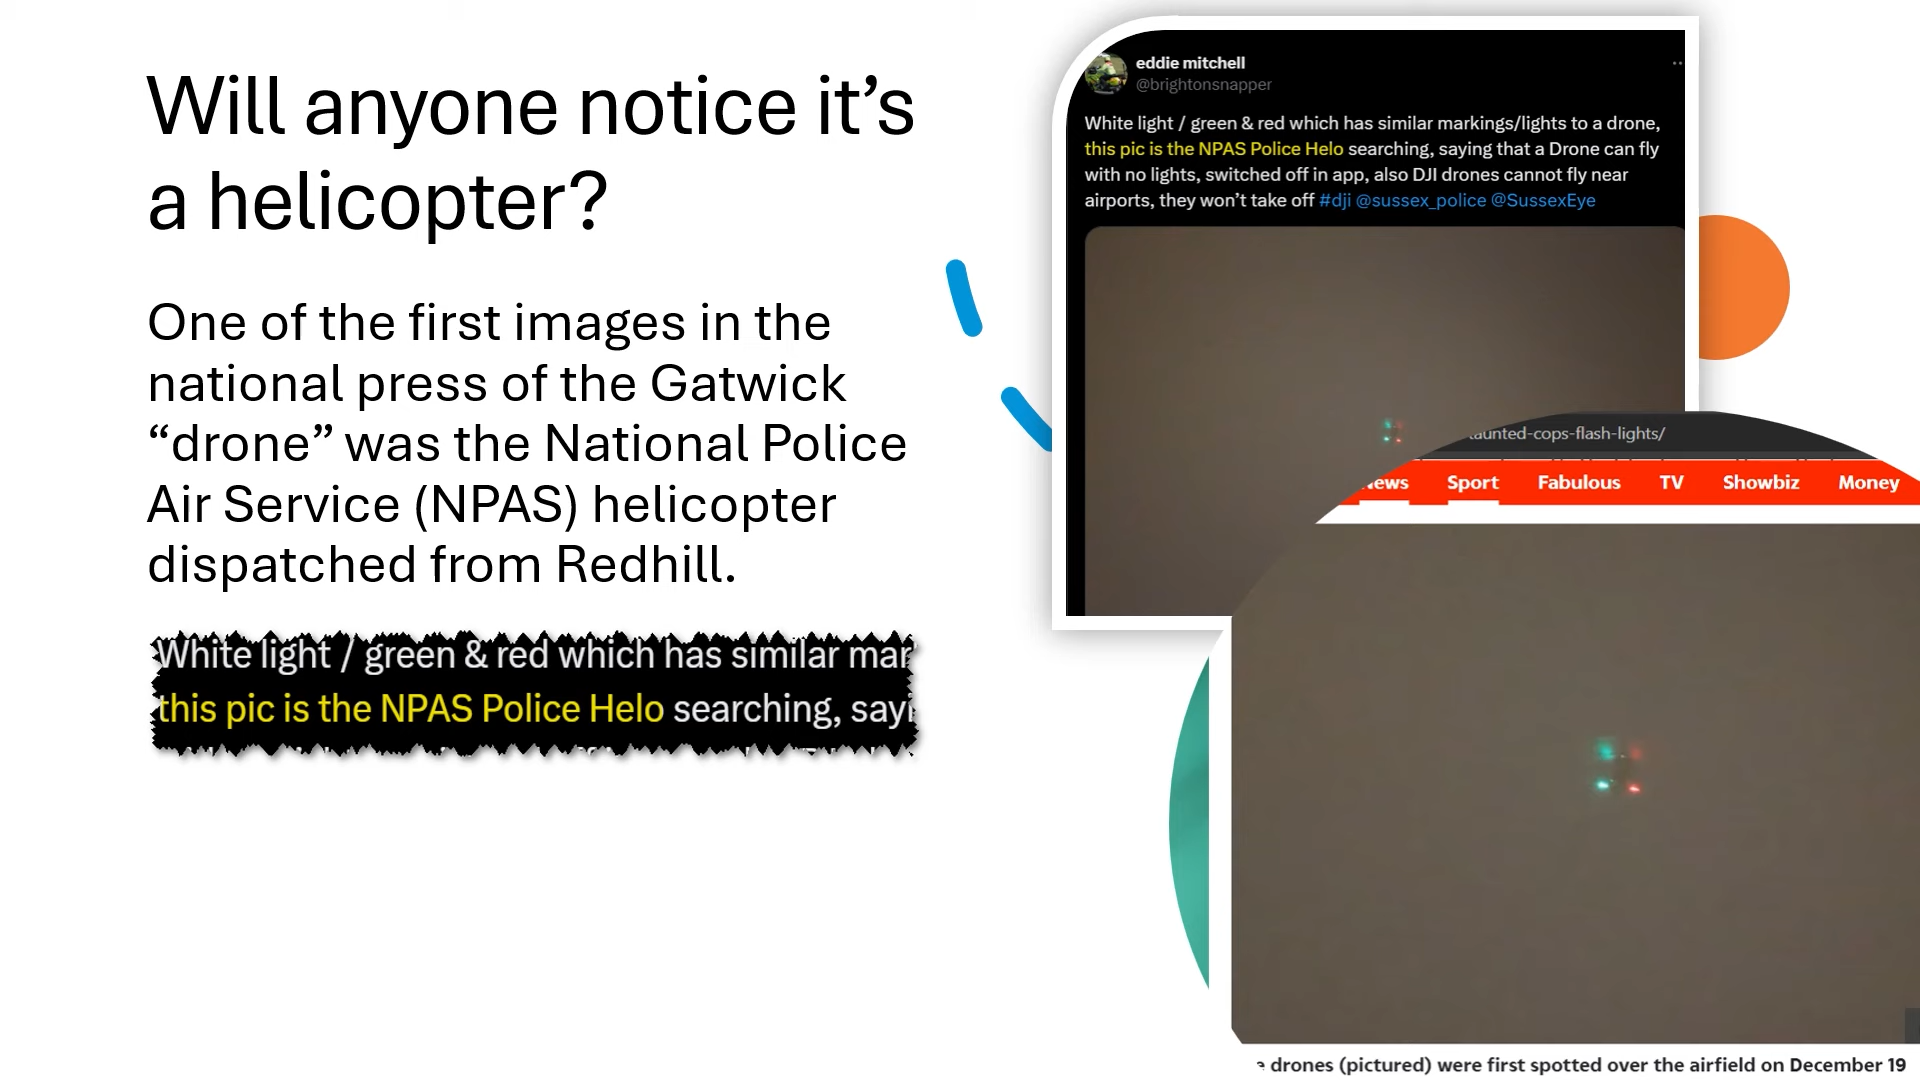 Will anyone notice it’s
a helicopter?
One of the first images in the
national press of the Gatwick
“drone” was the National Police
Air Service (NPAS) helicopter
dispatched from Redhill.
White light / green & red which has similar mar
this pic is the NPAS Police Helo searching, sayi
eddie mitchell
@brightonsnapper
White light / green & red which has similar markings/lights to a drone,
this pic is the NPAS Police Helo searching, saying that a Drone can fly
with no lights, switched off in app, also DJI drones cannot fly near
airports, they won’t take off #dji @sussex_police @SussexEye
taunted-cops-flash-lights/
News Sport Fabulous TV Showbiz Money
drones (pictured) were first spotted over the airfield on December 19